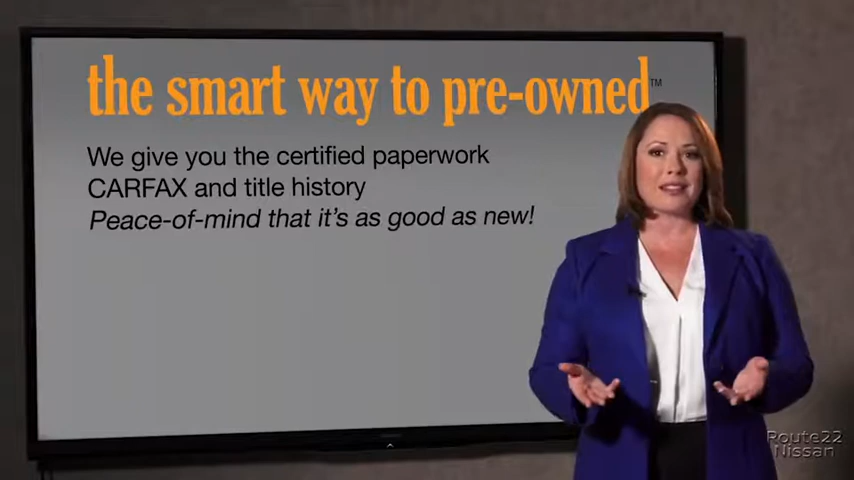 the smart way to pre-owned™
We give you the certified paperwork
CARFAX and title history
Peace-of-mind that it's as good as new!
Route22
Nissan